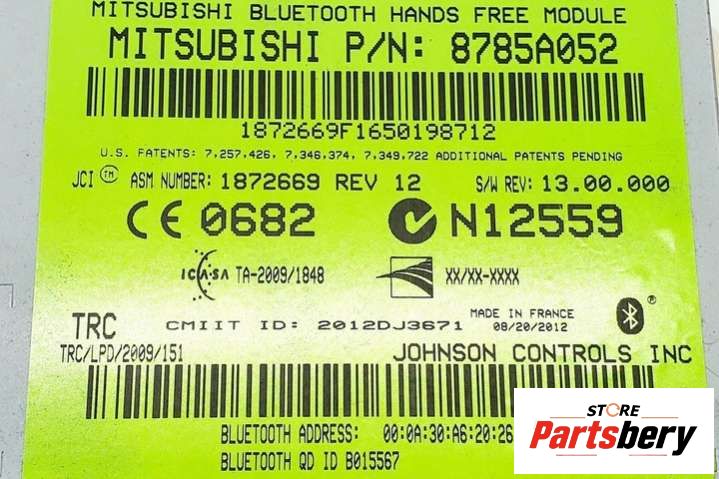 MITSUBISHI BLUETOOTH HANDS FREE MODULE
MITSUBISHI P/N: 8785A052
1872669F1650198712
U.S. PATENTS: 7,257,426, 7,346,374, 7,349,722 ADDITIONAL PATENTS PENDING
JCI TM ASM NUMBER: 1872669 REV 12 S/W REV: 13.00.000
CE 0682 N12559
ICASA TA-2009/1848 XX/XX-XXXX
TRC CMIIT ID: 2012DJ3671 MADE IN FRANCE
08/20/2012 ®
TRC/LPD/2009/151 JOHNSON CONTROLS INC
BLUETOOTH ADDRESS: 00:0A:30:A6:20:26
BLUETOOTH QD ID B015567
STORE
Partsbery